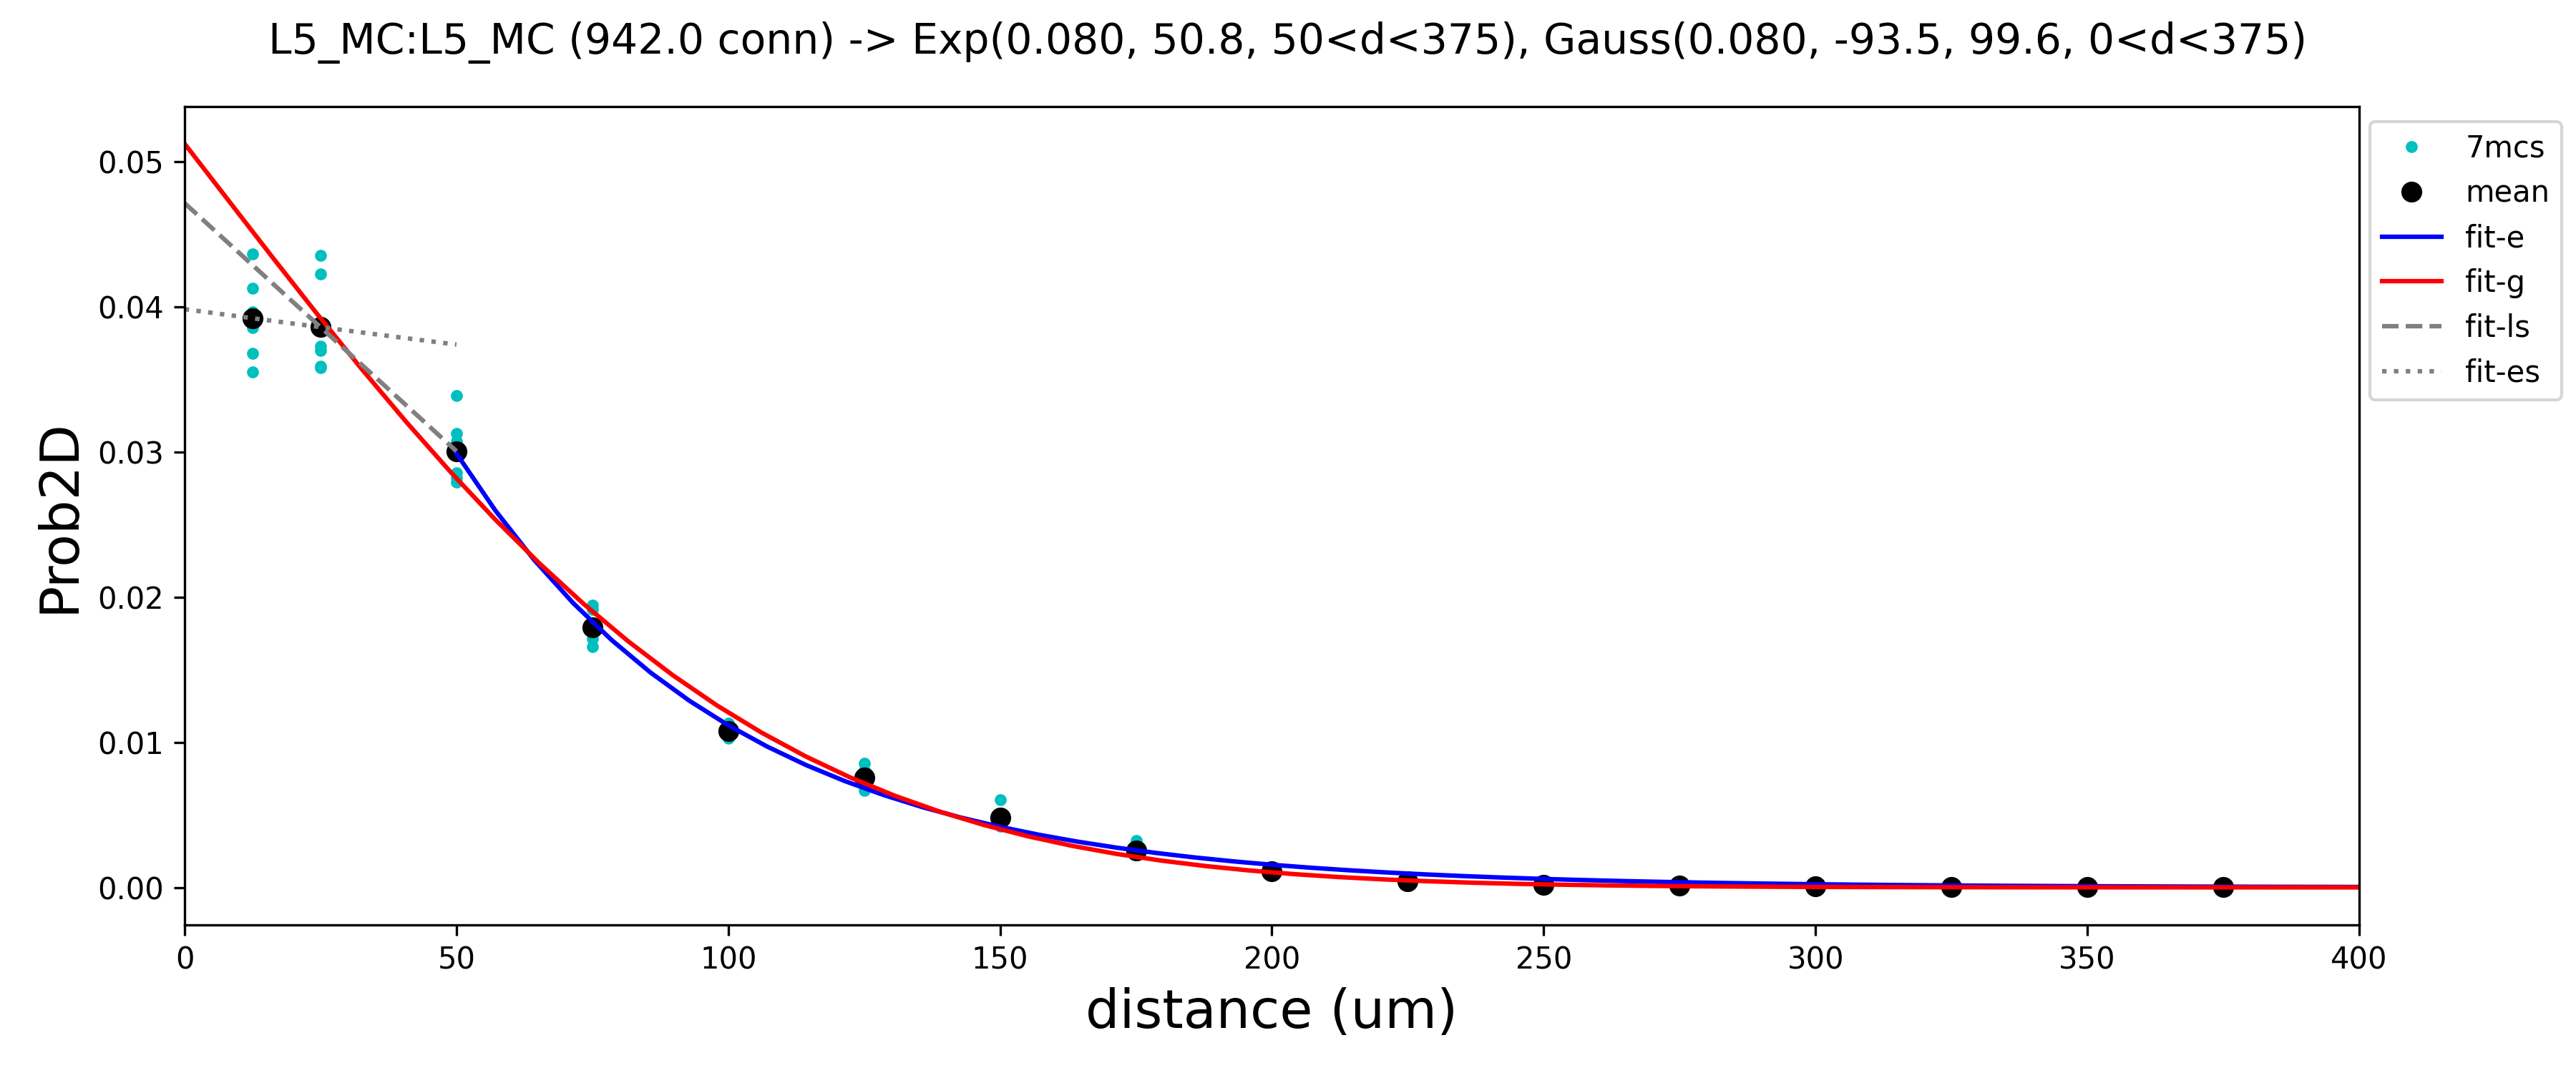 L5_MC:L5_MC (942.0 conn) -> Exp(0.080, 50.8, 50<d<375), Gauss(0.080, -93.5, 99.6, 0<d<375)
Prob2D
0.05
0.04
0.03
0.02
0.01
0.00
0 50 100 150 200 250 300 350 400
distance (um)
7mcs
mean
fit-e
fit-g
fit-ls
fit-es